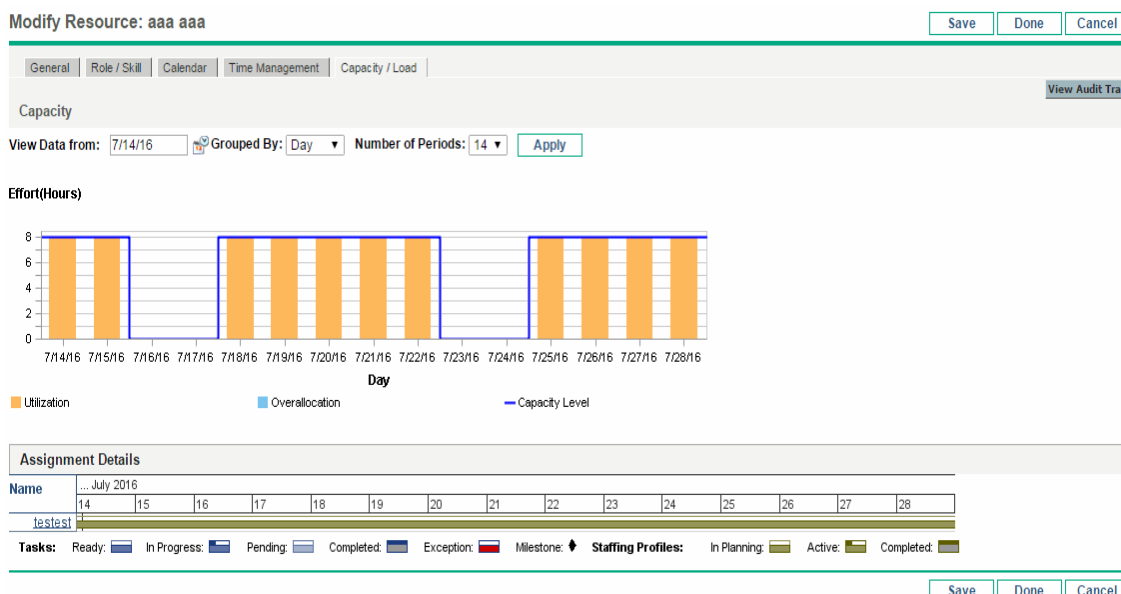 Modify Resource: aaa aaa Save Done Cancel
General Role / Skill Calendar Time Management Capacity / Load
View Audit Tra
Capacity
View Data from: 7/14/16 Grouped By: Day Number of Periods: 14 Apply
Effort(Hours)
8
6
4
2
0
7/14/16 7/15/16 7/16/16 7/17/16 7/18/16 7/19/16 7/20/16 7/21/16 7/22/16 7/23/16 7/24/16 7/25/16 7/26/16 7/27/16 7/28/16
Day
Utilization Overallocation Capacity Level
Assignment Details
Name ... July 2016
14 15 16 17 18 19 20 21 22 23 24 25 26 27 28
testest
Tasks: Ready: In Progress: Pending: Completed: Exception: Milestone: Staffing Profiles: In Planning: Active: Completed:
Save Done Cancel